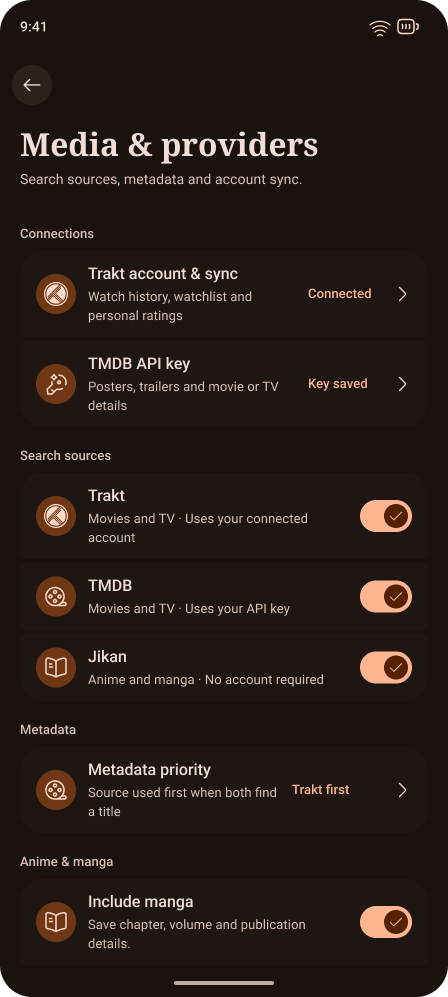 9:41
Media & providers
Search sources, metadata and account sync.
Connections
Trakt account & sync
Watch history, watchlist and
personal ratings
Connected
TMDB API key
Posters, trailers and movie or TV
details
Key saved
Search sources
Trakt
Movies and TV · Uses your connected
account
TMDB
Movies and TV · Uses your API key
Jikan
Anime and manga · No account required
Metadata
Metadata priority
Source used first when both find
a title
Trakt first
Anime & manga
Include manga
Save chapter, volume and publication
details.